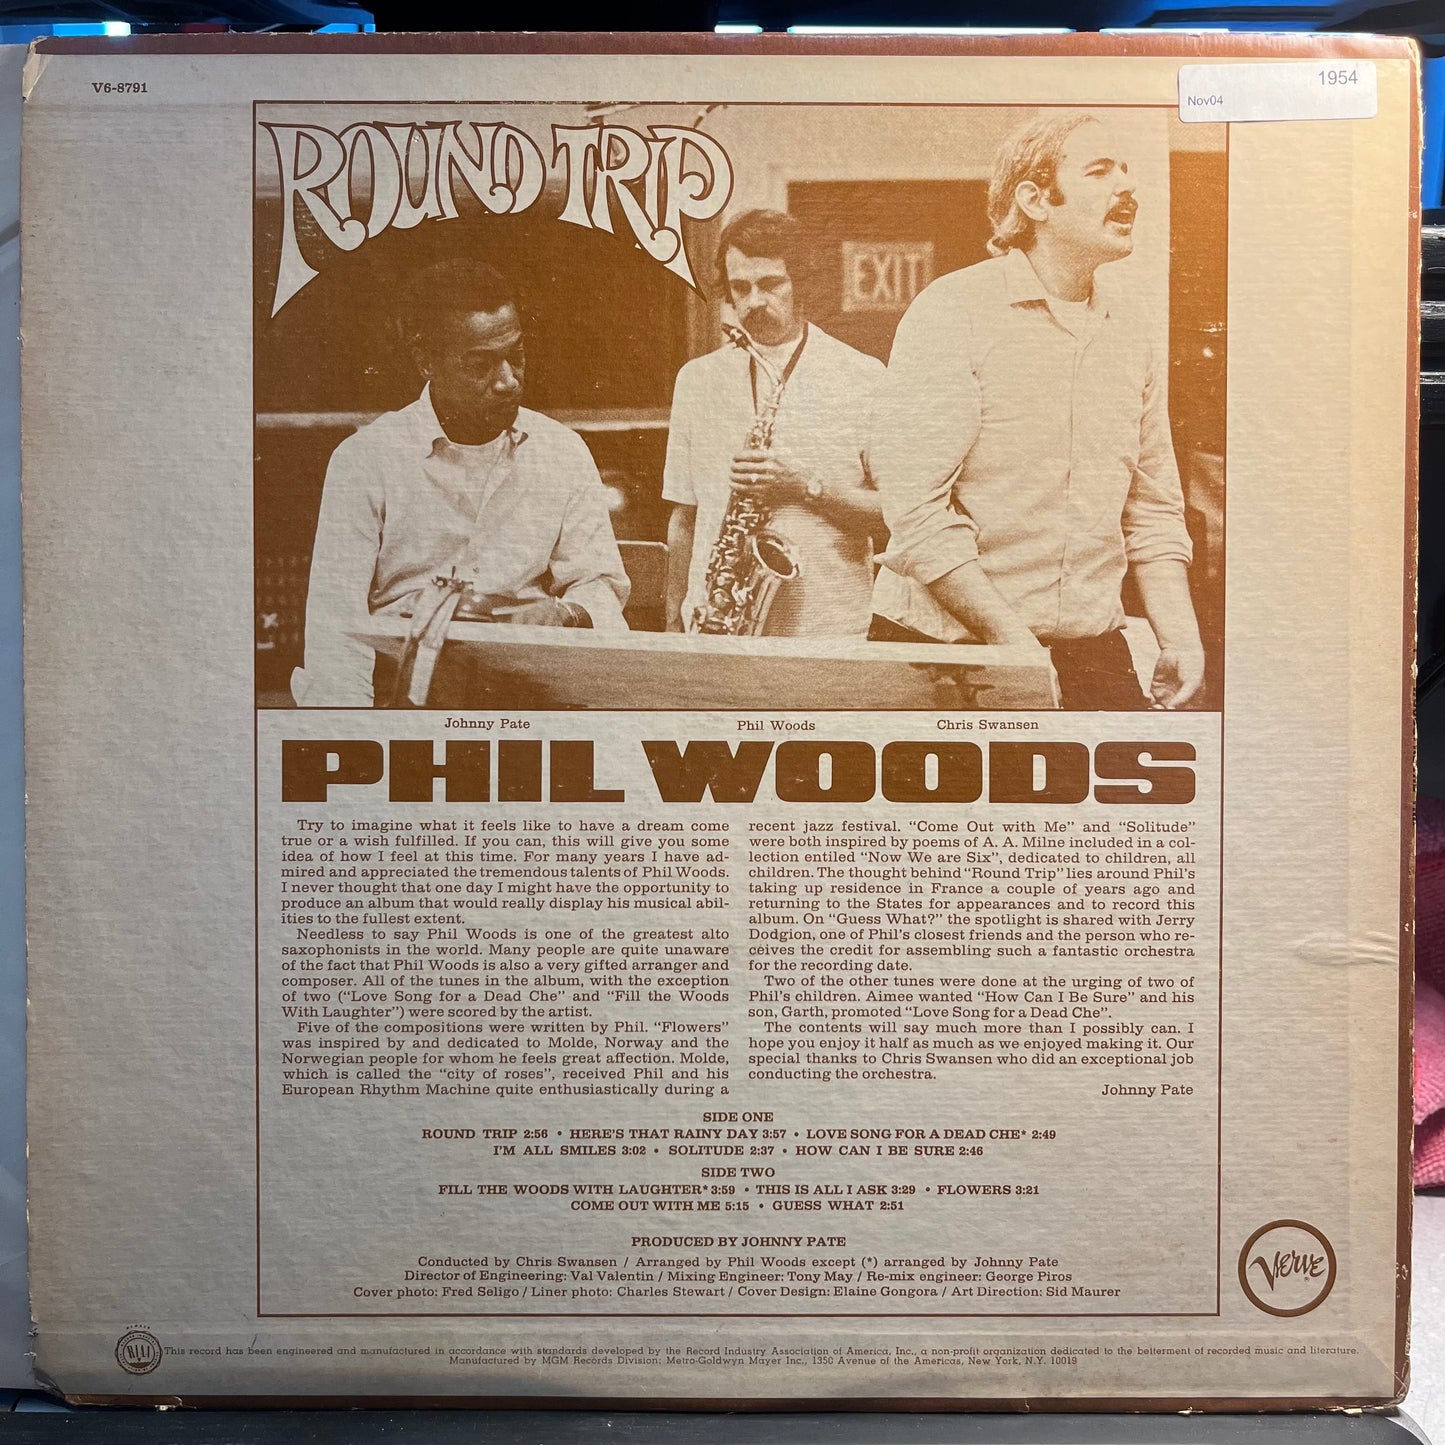 V6-8791
1954
Nov04
ROUND TRIP
EXIT
Johnny Pate
Phil Woods
Chris Swansen
PHIL WOODS
Try to imagine what it feels like to have a dream come
true or a wish fulfilled. If you can, this will give you some
idea of how I feel at this time. For many years I have ad-
mired and appreciated the tremendous talents of Phil Woods.
I never thought that one day I might have the opportunity to
produce an album that would really display his musical abil-
ities to the fullest extent.
Needless to say Phil Woods is one of the greatest alto
saxophonists in the world. Many people are quite unaware
of the fact that Phil Woods is also a very gifted arranger and
composer. All of the tunes in the album, with the exception
of two (“Love Song for a Dead Che” and “Fill the Woods
With Laughter”) were scored by the artist.
Five of the compositions were written by Phil. “Flowers”
was inspired by and dedicated to Molde, Norway and the
Norwegian people for whom he feels great affection. Molde,
which is called the “city of roses”, received Phil and his
European Rhythm Machine quite enthusiastically during a
recent jazz festival. “Come Out with Me” and “Solitude”
were both inspired by poems of A. A. Milne included in a col-
lection entiled “Now We are Six”, dedicated to children, all
children. The thought behind “Round Trip” lies around Phil’s
taking up residence in France a couple of years ago and
returning to the States for appearances and to record this
album. On “Guess What?” the spotlight is shared with Jerry
Dodgion, one of Phil’s closest friends and the person who re-
ceives the credit for assembling such a fantastic orchestra
for the recording date.
Two of the other tunes were done at the urging of two of
Phil’s children. Aimee wanted “How Can I Be Sure” and his
son, Garth, promoted “Love Song for a Dead Che”.
The contents will say much more than I possibly can. I
hope you enjoy it half as much as we enjoyed making it. Our
special thanks to Chris Swansen who did an exceptional job
conducting the orchestra.
Johnny Pate
SIDE ONE
ROUND TRIP 2:56 • HERE’S THAT RAINY DAY 3:57 • LOVE SONG FOR A DEAD CHE* 2:49
I’M ALL SMILES 3:02 • SOLITUDE 2:37 • HOW CAN I BE SURE 2:46
SIDE TWO
FILL THE WOODS WITH LAUGHTER* 3:59 • THIS IS ALL I ASK 3:29 • FLOWERS 3:21
COME OUT WITH ME 5:15 • GUESS WHAT 2:51
PRODUCED BY JOHNNY PATE
Conducted by Chris Swansen / Arranged by Phil Woods except (*) arranged by Johnny Pate
Director of Engineering: Val Valentin / Mixing Engineer: Tony May / Re-mix engineer: George Piros
Cover photo: Fred Seligo / Liner photo: Charles Stewart / Cover Design: Elaine Gongora / Art Direction: Sid Maurer
Verve
This record has been engineered and manufactured in accordance with standards developed by the Record Industry Association of America, Inc., a non-profit organization dedicated to the betterment of recorded music and literature.
Manufactured by MGM Records Division; Metro-Goldwyn Mayer Inc., 1350 Avenue of the Americas, New York, N.Y. 10019